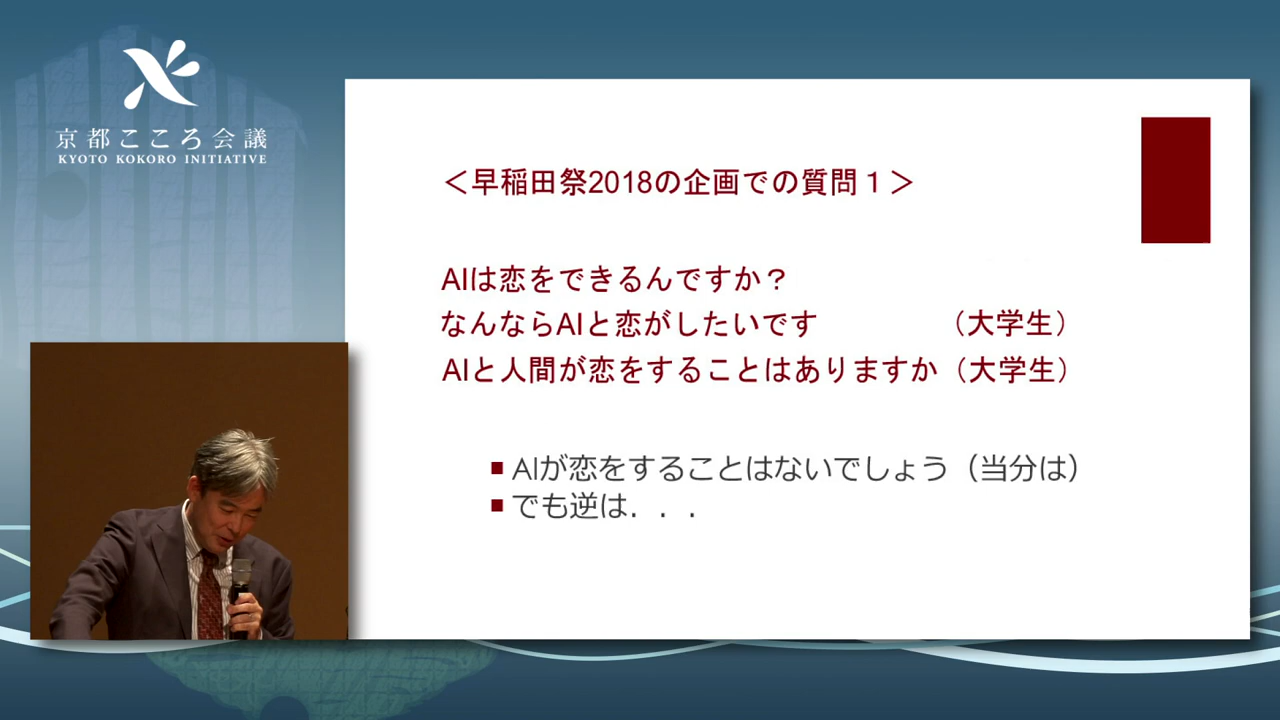 京都こころ会議
KYOTO KOKORO INITIATIVE
＜早稲田祭2018の企画での質問１＞
AIは恋をできるんですか？
なんならAIと恋がしたいです （大学生）
AIと人間が恋をすることはありますか（大学生）
■ AIが恋をすることはないでしょう（当分は）
■ でも逆は．．．